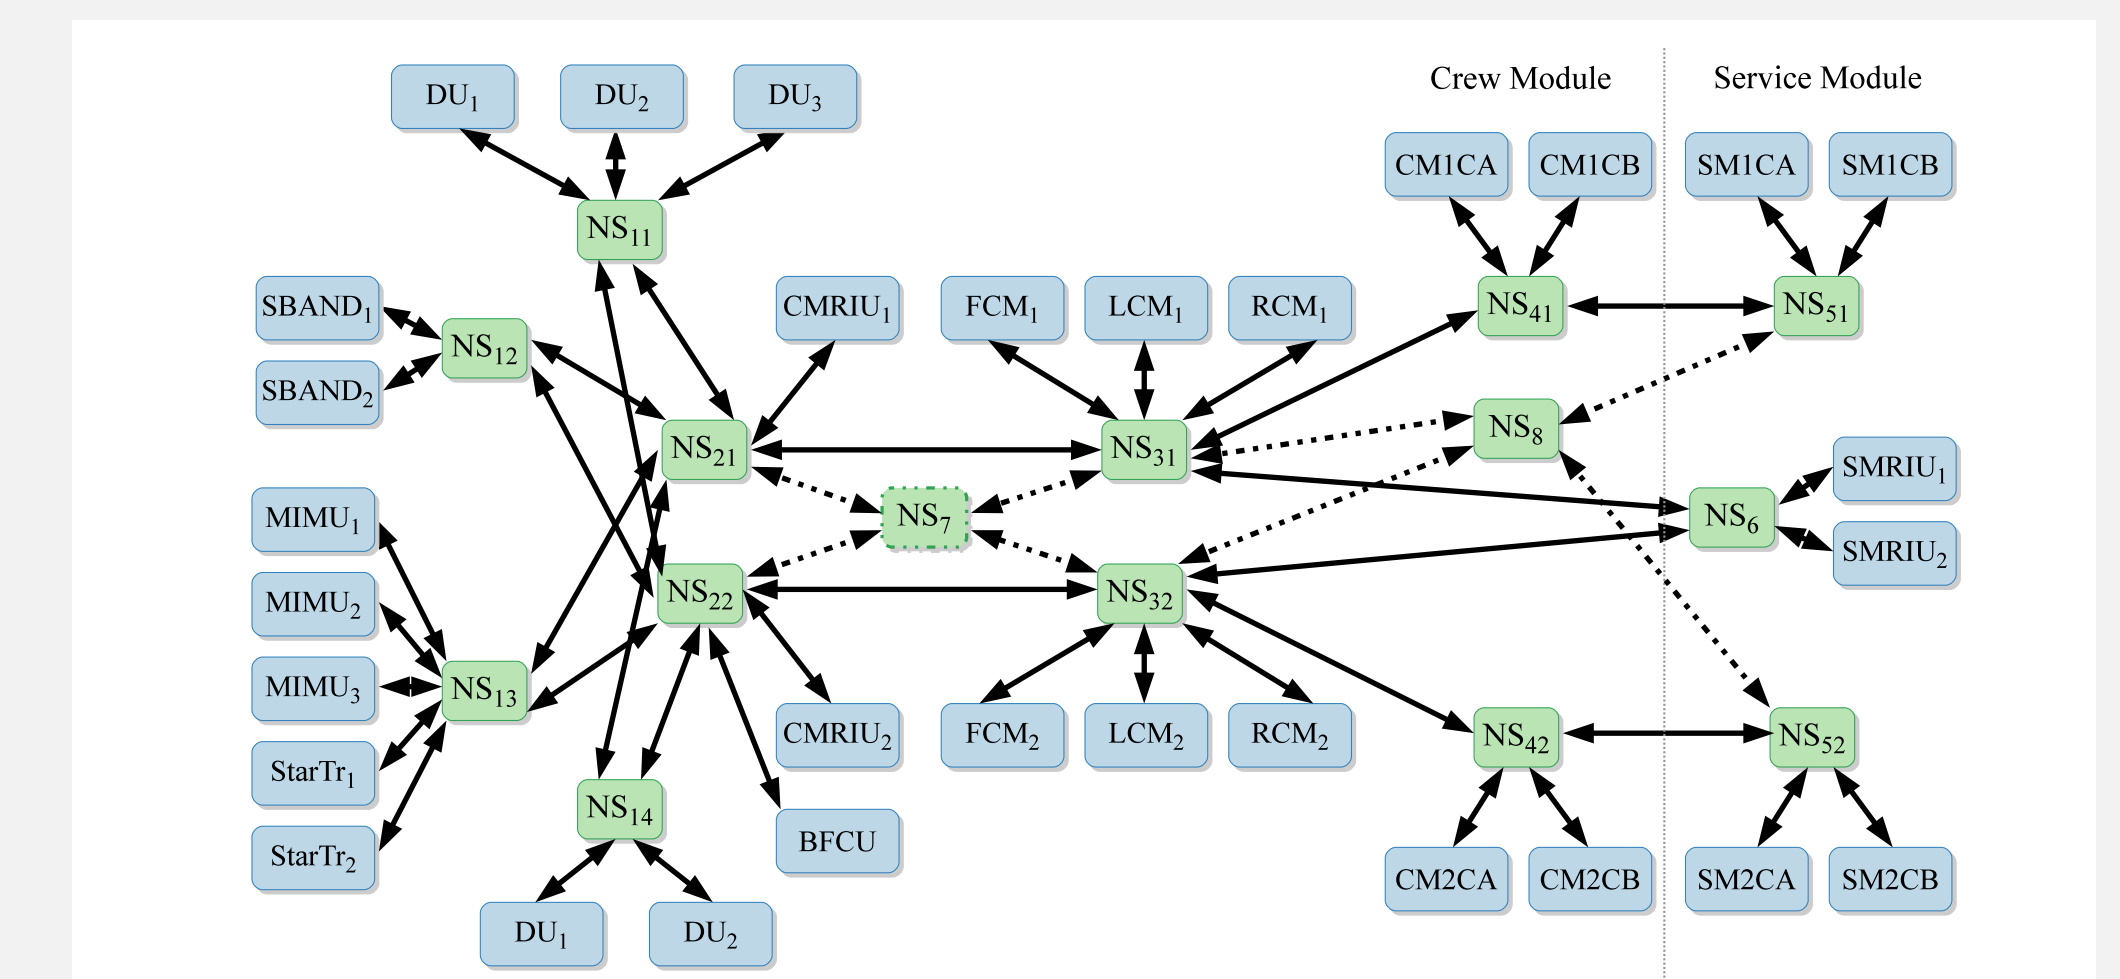 Crew Module
Service Module
DU1
DU2
DU3
CM1CA
CM1CB
SM1CA
SM1CB
NS11
SBAND1
NS12
SBAND2
CMRIU1
FCM1
LCM1
RCM1
NS41
NS51
NS21
NS31
NS8
SMRIU1
MIMU1
NS7
NS6
SMRIU2
MIMU2
NS22
NS32
MIMU3
NS13
CMRIU2
FCM2
LCM2
RCM2
NS42
NS52
StarTr1
NS14
BFCU
StarTr2
CM2CA
CM2CB
SM2CA
SM2CB
DU1
DU2